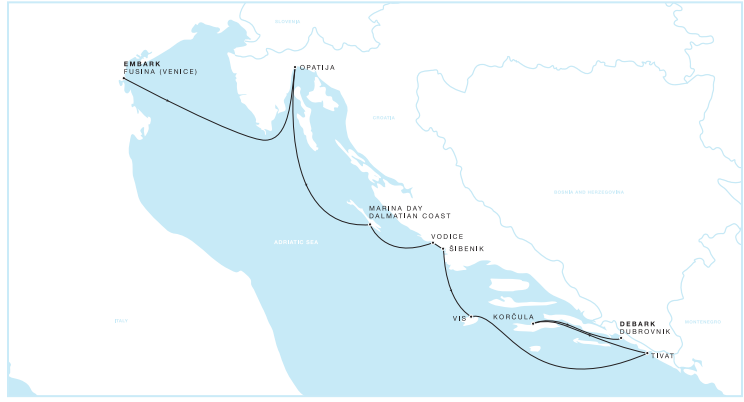 SLOVENIA
EMBARK
FUSINA (VENICE)
OPATIJA
CROATIA
BOSNIA AND HERZEGOVINA
MARINA DAY
DALMATIAN COAST
VODICE
ŠIBENIK
ADRIATIC SEA
VIS
KORČULA
DEBARK
DUBROVNIK
ITALY
MONTENEGRO
TIVAT